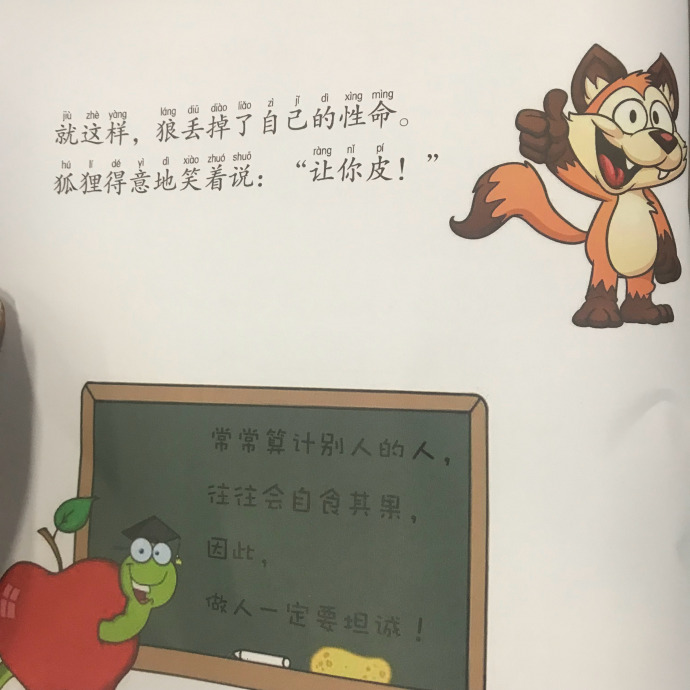 jiù zhè yàng láng diū diào liǎo zì jǐ dì xìng mìng
就这样，狼丢掉了自己的性命。
hú lí dé yì dì xiào zhuó shuō ràng nǐ pí
狐狸得意地笑着说：“让你皮！”
常常算计别人的人，
往往会自食其果，
因此，
做人一定要坦诚！